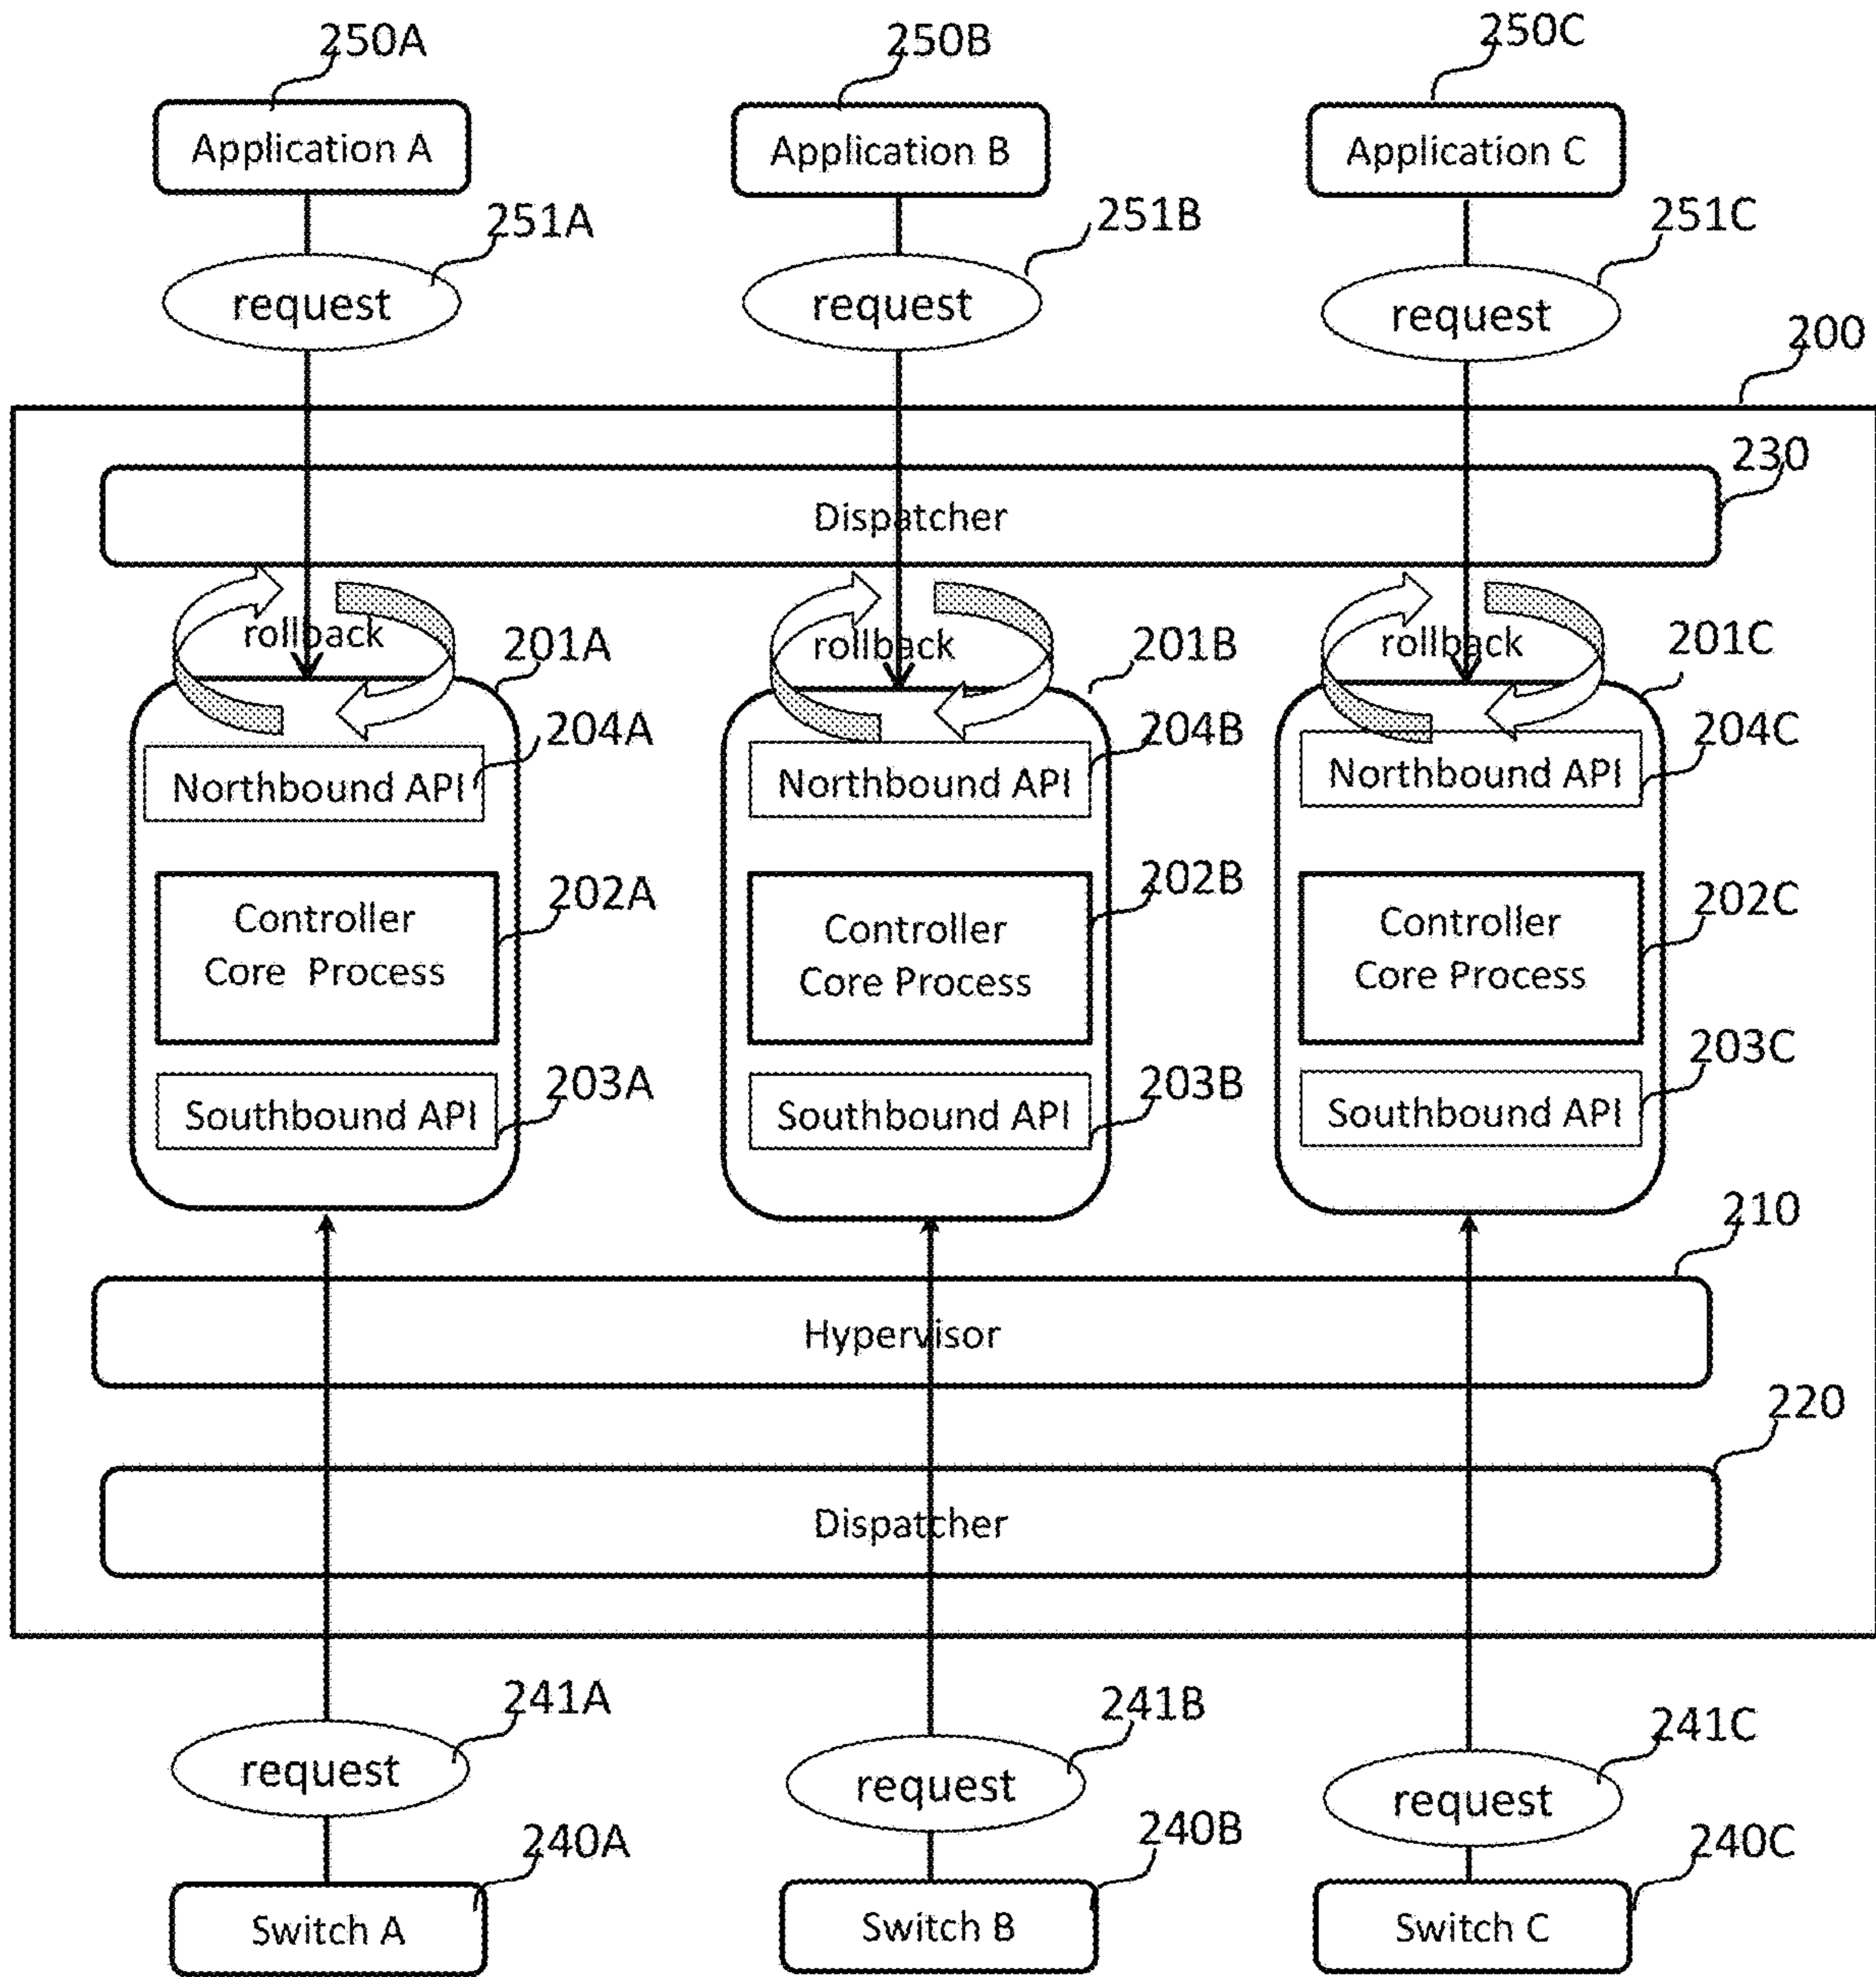 250A
250B
250C
Application A
Application B
Application C
251A
251B
251C
request
request
request
200
230
Dispatcher
rollback
rollback
rollback
201A
201B
201C
204A
204B
204C
Northbound API
Northbound API
Northbound API
202A
202B
202C
Controller
Core Process
Controller
Core Process
Controller
Core Process
203A
203B
203C
Southbound API
Southbound API
Southbound API
210
Hypervisor
220
Dispatcher
241A
241B
241C
request
request
request
240A
240B
240C
Switch A
Switch B
Switch C